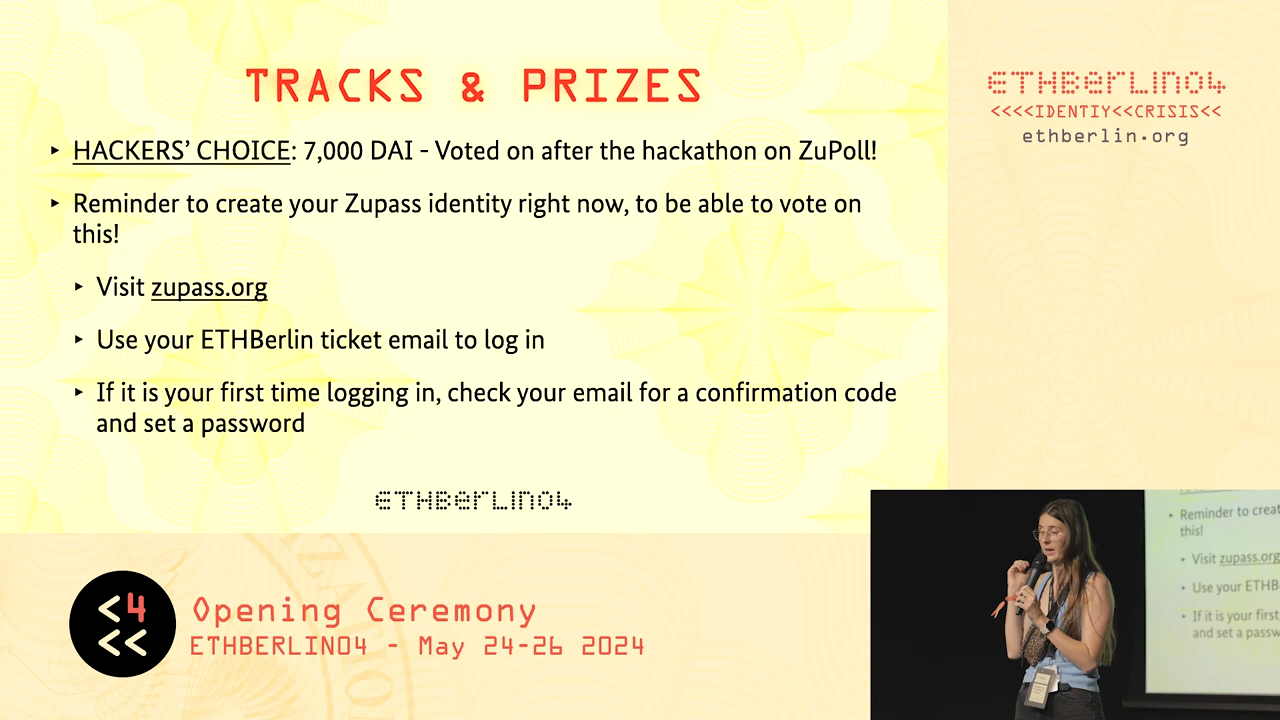 TRACKS & PRIZES
‣ HACKERS’ CHOICE: 7,000 DAI - Voted on after the hackathon on ZuPoll!
‣ Reminder to create your Zupass identity right now, to be able to vote on
this!
‣ Visit zupass.org
‣ Use your ETHBerlin ticket email to log in
‣ If it is your first time logging in, check your email for a confirmation code
and set a password
ETHBerlin04
ETHBerlin04
<<<<IDENTIY<<CRISIS<<
ethberlin.org
<4
<<
Opening Ceremony
ETHBERLIN04 - May 24-26 2024
‣ Reminder to creat
this!
‣ Visit zupass.org
‣ Use your ETHB
‣ If it is your first
and set a passw